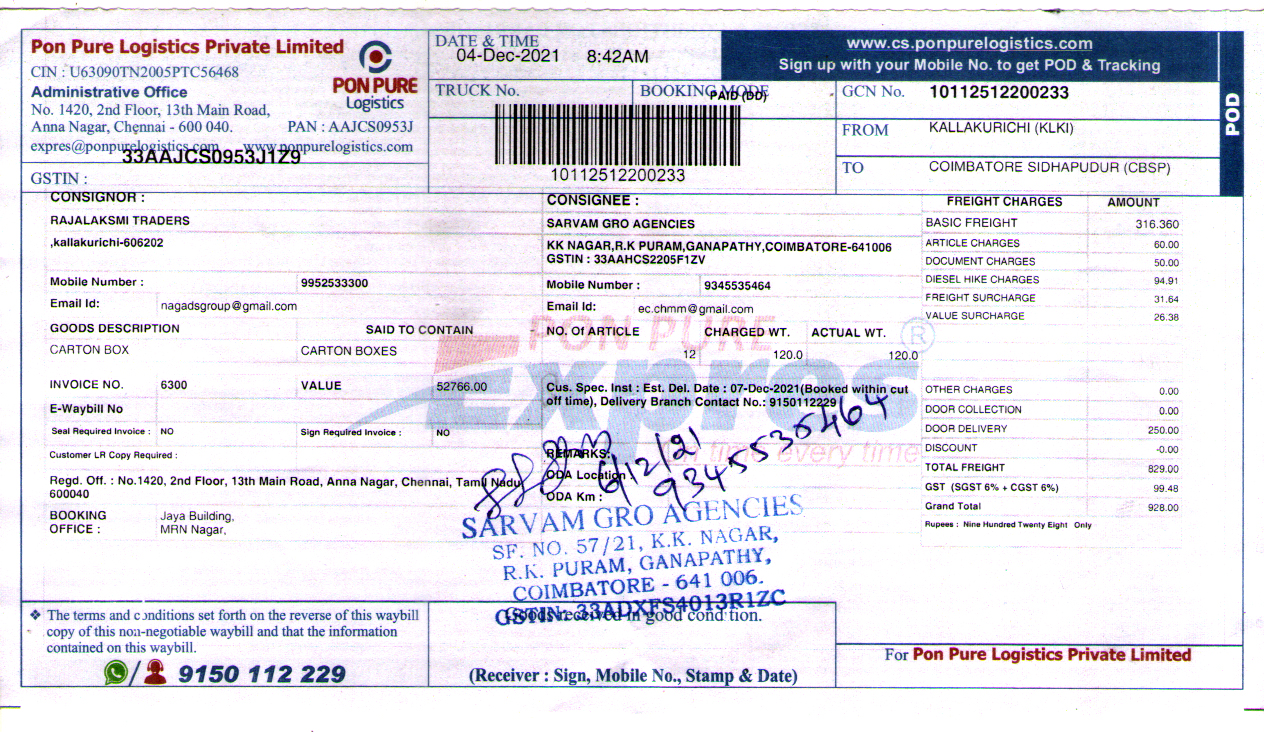 Pon Pure Logistics Private Limited
CIN : U63090TN2005PTC56468
Administrative Office
No. 1420, 2nd Floor, 13th Main Road,
Anna Nagar, Chennai - 600 040. PAN : AAJCS0953J
expres@ponpurelogistics.com www.ponpurelogistics.com
33AAJCS0953J1Z9
GSTIN :
PON PURE
Logistics
DATE & TIME
04-Dec-2021 8:42AM
TRUCK No. BOOKING MODE
PAID (DD)
10112512200233
www.cs.ponpurelogistics.com
Sign up with your Mobile No. to get POD & Tracking
GCN No. 10112512200233
FROM KALLAKURICHI (KLKI)
TO COIMBATORE SIDHAPUDUR (CBSP)
POD
CONSIGNOR :
RAJALAKSMI TRADERS
,kallakurichi-606202
Mobile Number : 9952533300
Email Id: nagadsgroup@gmail.com
GOODS DESCRIPTION SAID TO CONTAIN
CARTON BOX CARTON BOXES
INVOICE NO. 6300 VALUE 52766.00
E-Waybill No
Seal Required Invoice : NO Sign Required Invoice : NO
Customer LR Copy Required :
Regd. Off. : No.1420, 2nd Floor, 13th Main Road, Anna Nagar, Chennai, Tamil Nadu
600040
BOOKING Jaya Building,
OFFICE : MRN Nagar,
CONSIGNEE :
SARVAM GRO AGENCIES
KK NAGAR,R.K PURAM,GANAPATHY,COIMBATORE-641006
GSTIN : 33AAHCS2205F1ZV
Mobile Number : 9345535464
Email Id: ec.chmm@gmail.com
NO. Of ARTICLE CHARGED WT. ACTUAL WT.
12 120.0 120.0
Cus. Spec. Inst : Est. Del. Date : 07-Dec-2021(Booked within cut
off time), Delivery Branch Contact No.: 9150112229
REMARKS:
ODA Location
ODA Km :
PON PURE
Expres ®
time every time
6/12/21
9345535464
SARVAM GRO AGENCIES
SF. NO. 57/21, K.K. NAGAR,
R.K. PURAM, GANAPATHY,
COIMBATORE - 641 006.
GSTIN: 33ADXFS4013R1ZC
Goods received in good condition.
(Receiver : Sign, Mobile No., Stamp & Date)
FREIGHT CHARGES AMOUNT
BASIC FREIGHT 316.360
ARTICLE CHARGES 60.00
DOCUMENT CHARGES 50.00
DIESEL HIKE CHARGES 94.91
FREIGHT SURCHARGE 31.64
VALUE SURCHARGE 26.38
OTHER CHARGES 0.00
DOOR COLLECTION 0.00
DOOR DELIVERY 250.00
DISCOUNT -0.00
TOTAL FREIGHT 829.00
GST (SGST 6% + CGST 6%) 99.48
Grand Total 928.00
Rupees : Nine Hundred Twenty Eight Only
❖ The terms and conditions set forth on the reverse of this waybill
copy of this non-negotiable waybill and that the information
contained on this waybill.
9150 112 229
For Pon Pure Logistics Private Limited